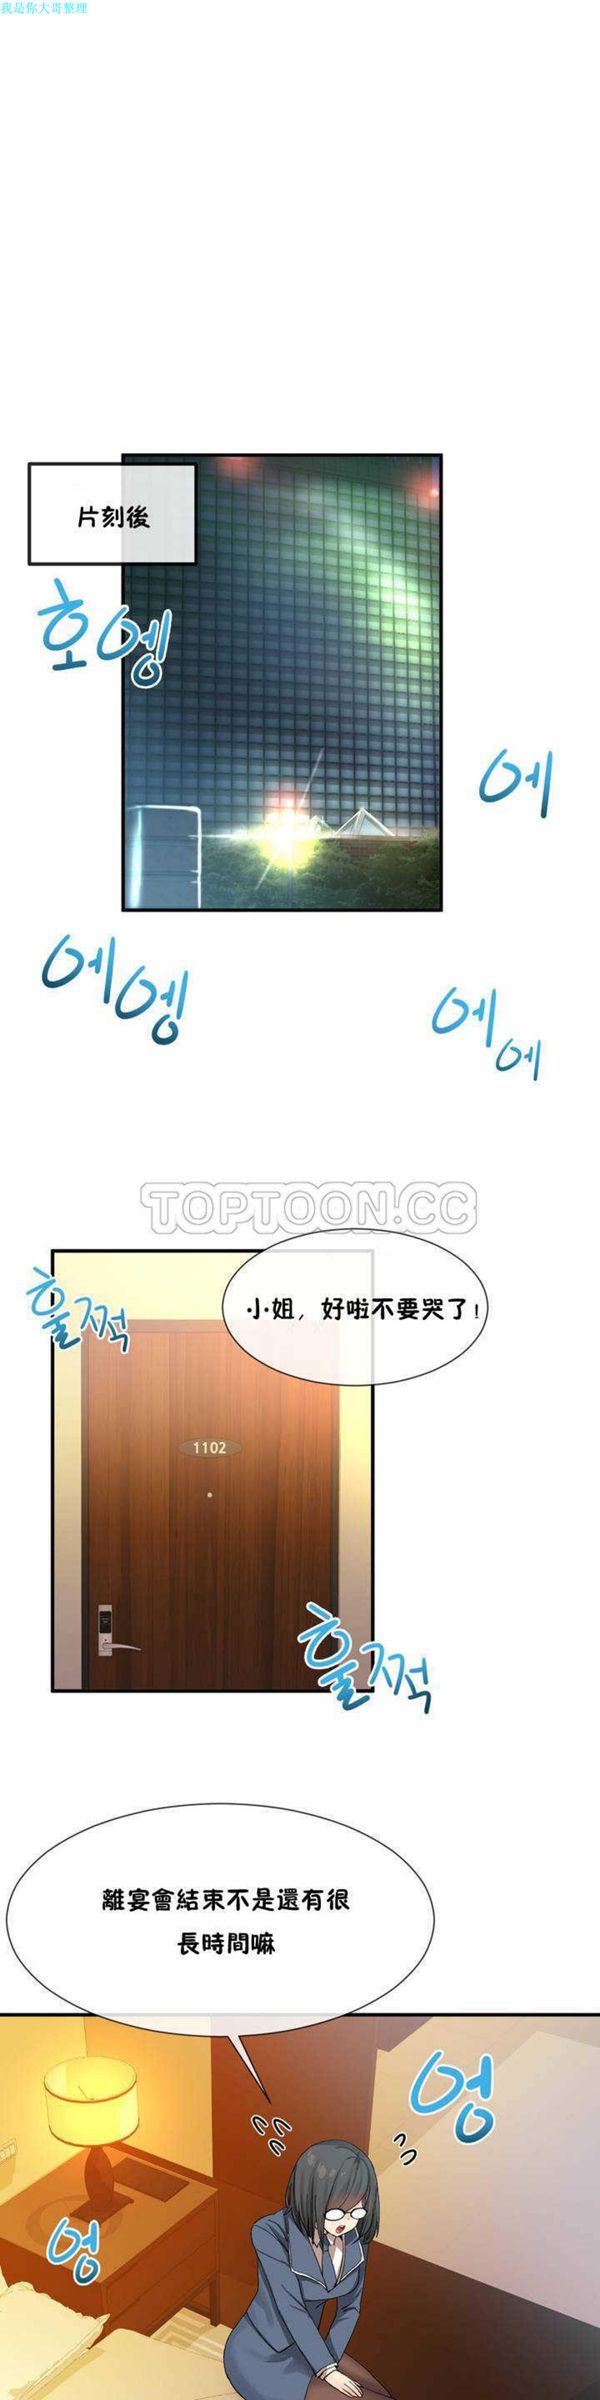 我是你大哥整理
片刻後
호엥
에
에엥
에에
TOPTOON.CC
훌쩍
小姐，好啦不要哭了！
1102
훌쩍
離宴會結束不是還有很
長時間嘛
엉
엉